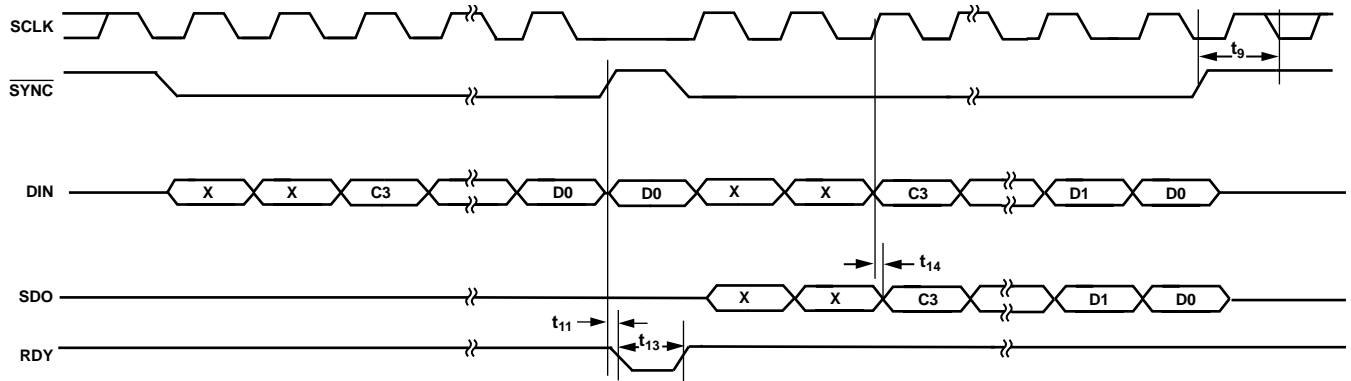 SCLK
t9
SYNC
DIN X X C3 D0 D0 X X C3 D1 D0
t14
SDO X X C3 D1 D0
t11 t13
RDY